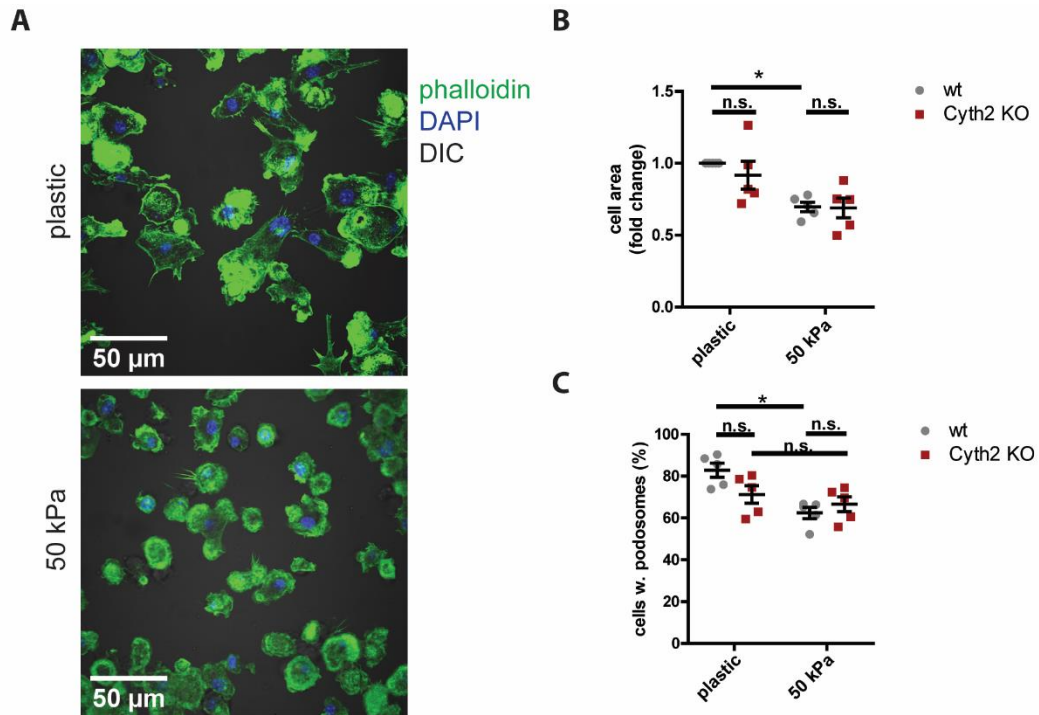 A
plastic
50 µm
phalloidin
DAPI
DIC
50 kPa
50 µm
B
cell area
(fold change)
1.5
1.0
0.5
0.0
*
n.s.
n.s.
wt
Cyth2 KO
plastic
50 kPa
C
cells w. podosomes (%)
100
80
60
40
20
0
*
n.s.
n.s.
n.s.
wt
Cyth2 KO
plastic
50 kPa